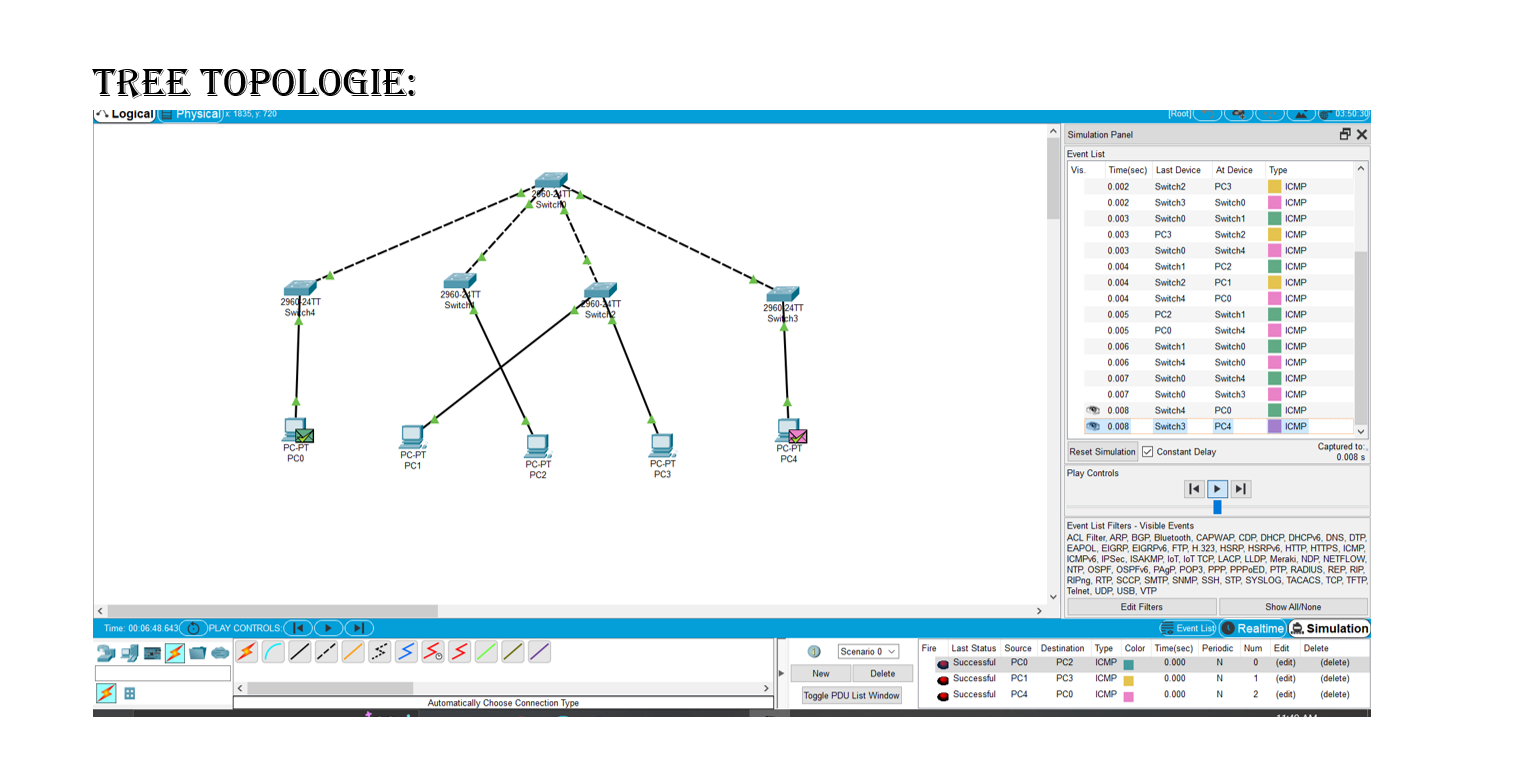 TREE TOPOLOGIE:
Logical Physical x: 1835, y: 720 [Root] 03:50:30
2960-24TT
Switch0
2960-24TT
Switch4
2960-24TT
Switch1
2960-24TT
Switch2
2960-24TT
Switch3
PC-PT
PC0
PC-PT
PC1
PC-PT
PC2
PC-PT
PC3
PC-PT
PC4
Simulation Panel
Event List
Vis. Time(sec) Last Device At Device Type
0.002 Switch2 PC3 ICMP
0.002 Switch3 Switch0 ICMP
0.003 Switch0 Switch1 ICMP
0.003 PC3 Switch2 ICMP
0.003 Switch0 Switch4 ICMP
0.004 Switch1 PC2 ICMP
0.004 Switch2 PC1 ICMP
0.004 Switch4 PC0 ICMP
0.005 PC2 Switch1 ICMP
0.005 PC0 Switch4 ICMP
0.006 Switch1 Switch0 ICMP
0.006 Switch4 Switch0 ICMP
0.007 Switch0 Switch4 ICMP
0.007 Switch0 Switch3 ICMP
0.008 Switch4 PC0 ICMP
0.008 Switch3 PC4 ICMP
Reset Simulation Constant Delay Captured to:
0.008 s
Play Controls
Event List Filters - Visible Events
ACL Filter, ARP, BGP, Bluetooth, CAPWAP, CDP, DHCP, DHCPv6, DNS, DTP,
EAPOL, EIGRP, EIGRPv6, FTP, H.323, HSRP, HSRPv6, HTTP, HTTPS, ICMP,
ICMPv6, IPSec, ISAKMP, IoT, IoT TCP, LACP, LLDP, Meraki, NDP, NETFLOW,
NTP, OSPF, OSPFv6, PAgP, POP3, PPP, PPPoED, PTP, RADIUS, REP, RIP,
RIPng, RTP, SCCP, SMTP, SNMP, SSH, STP, SYSLOG, TACACS, TCP, TFTP,
Telnet, UDP, USB, VTP
Edit Filters Show All/None
Time: 00:06:48.643 PLAY CONTROLS: Event List Realtime Simulation
Automatically Choose Connection Type
Scenario 0
New Delete
Toggle PDU List Window
Fire Last Status Source Destination Type Color Time(sec) Periodic Num Edit Delete
Successful PC0 PC2 ICMP 0.000 N 0 (edit) (delete)
Successful PC1 PC3 ICMP 0.000 N 1 (edit) (delete)
Successful PC4 PC0 ICMP 0.000 N 2 (edit) (delete)